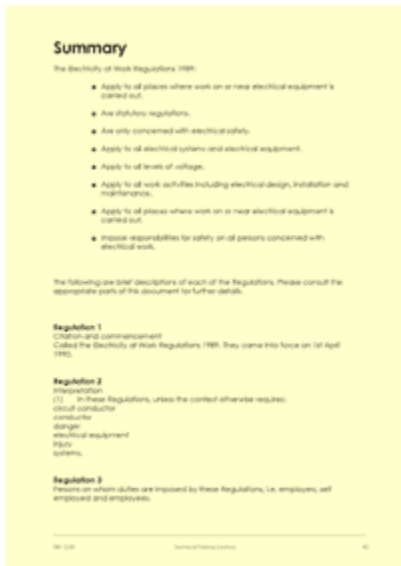 Summary
The Electricity at Work Regulations 1989:
• Apply to all places where work on or near electrical equipment is
carried out.
• Are statutory regulations.
• Are only concerned with electrical safety.
• Apply to all electrical systems and electrical equipment.
• Apply to all levels of voltage.
• Apply to all work activities including electrical design, installation and
maintenance.
• Apply to all places where work on or near electrical equipment is
carried out.
• Impose responsibilities for safety on all persons concerned with
electrical work.
The following are brief descriptions of each of the Regulations. Please consult the
appropriate parts of this document for further details.
Regulation 1
Citation and commencement
Called the Electricity at Work Regulations 1989. They came into force on 1st April
1990.
Regulation 2
Interpretation
(1) In these Regulations, unless the context otherwise requires:
circuit conductor
conductor
danger
electrical equipment
injury
systems.
Regulation 3
Persons on whom duties are imposed by these Regulations, i.e. employers, self
employed and employees.
Technical Training Solutions